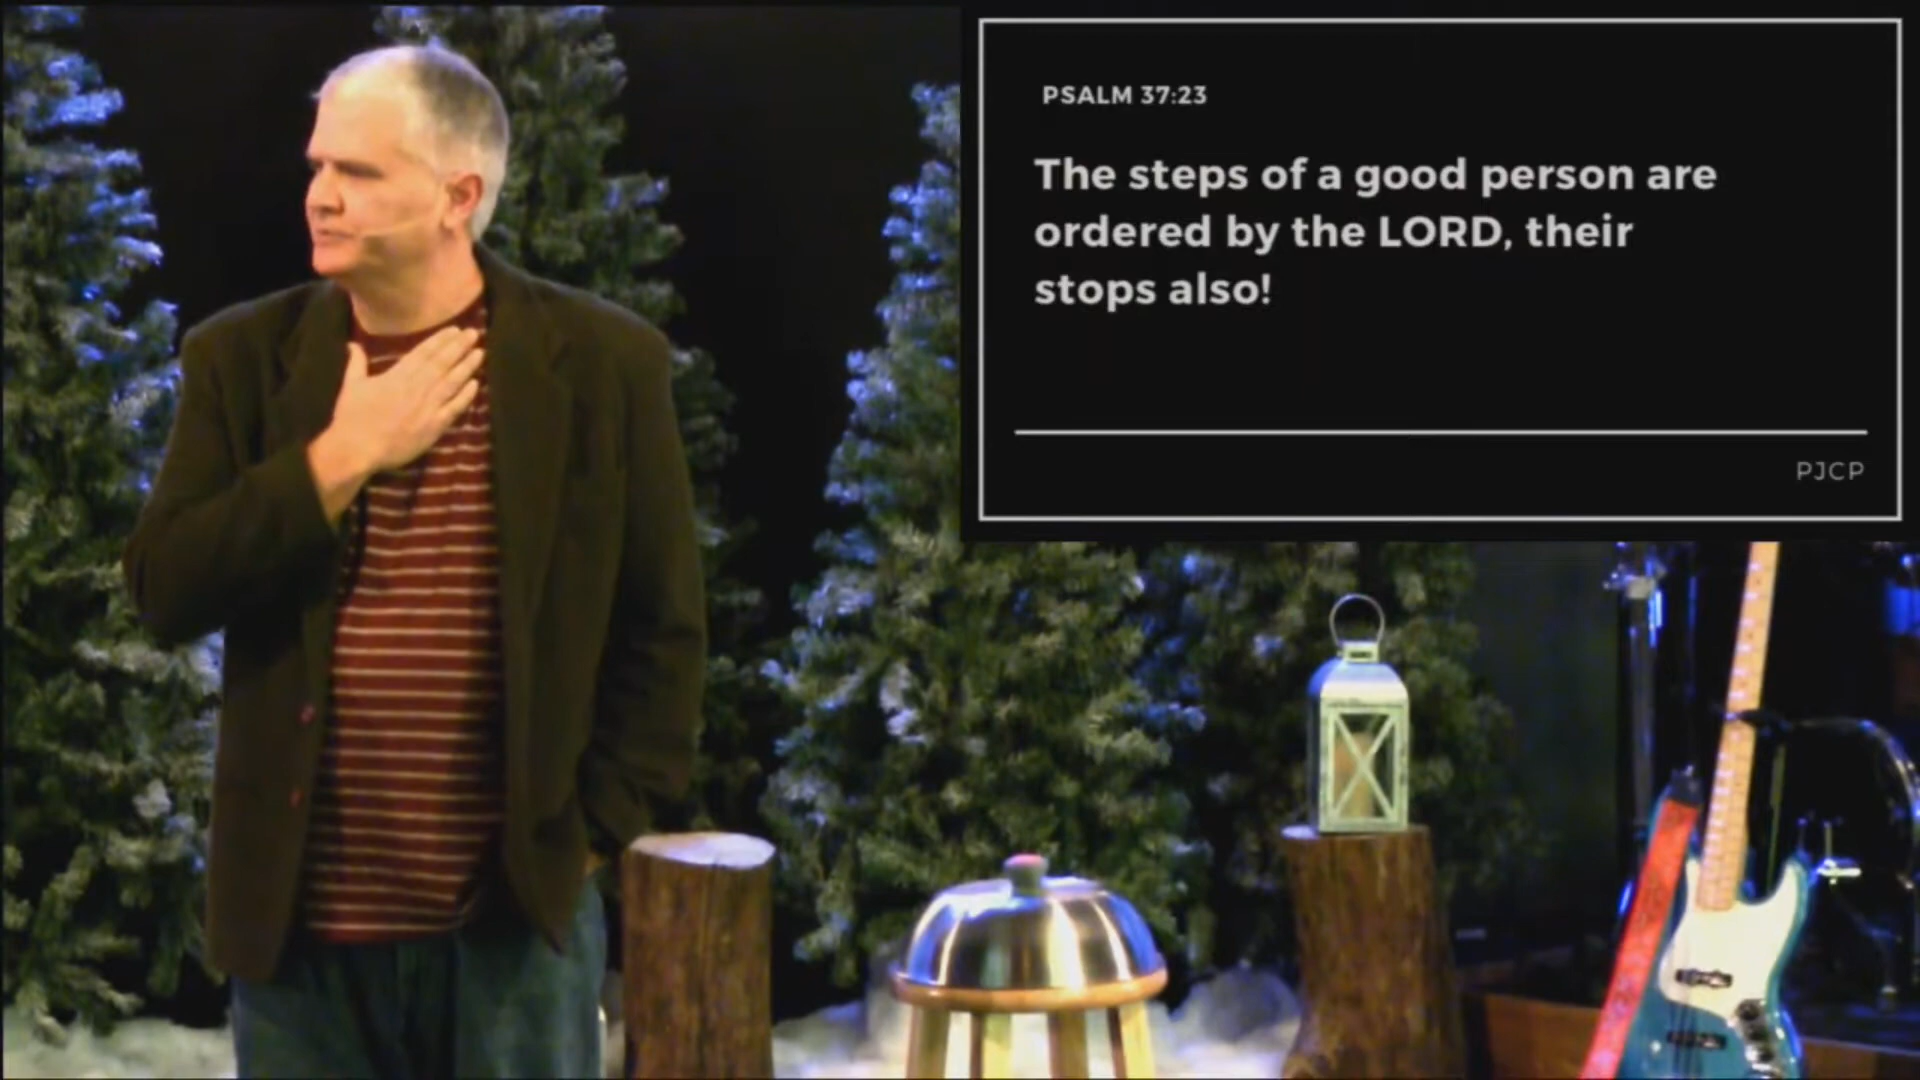 PSALM 37:23
The steps of a good person are
ordered by the LORD, their
stops also!
PJCP